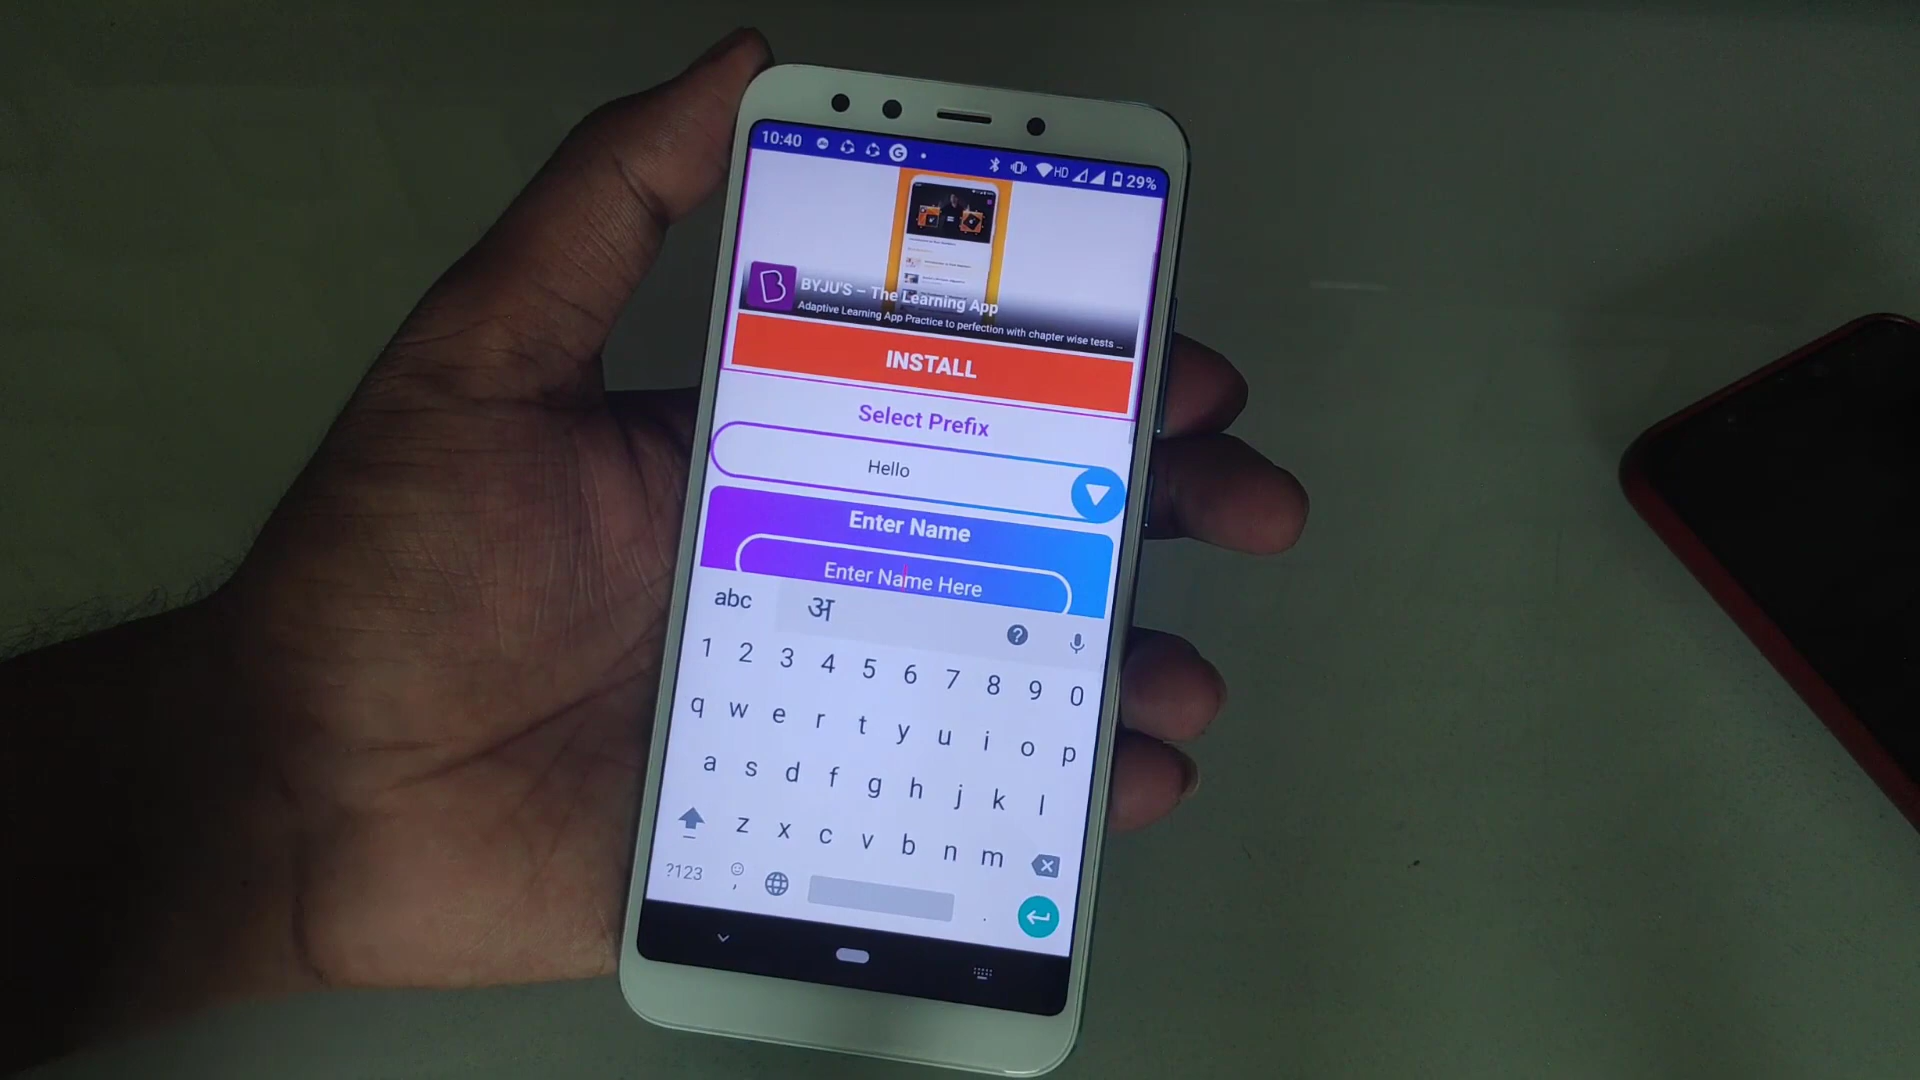 10:40
HD
29%
BYJU'S – The Learning App
Adaptive Learning App Practice to perfection with chapter wise tests ...
INSTALL
Select Prefix
Hello
Enter Name
Enter Name Here
abc अ
1 2 3 4 5 6 7 8 9 0
q w e r t y u i o p
a s d f g h j k l
z x c v b n m
?123 , .